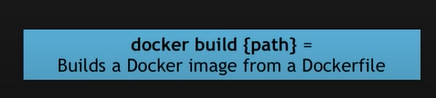 docker build {path} =
Builds a Docker image from a Dockerfile